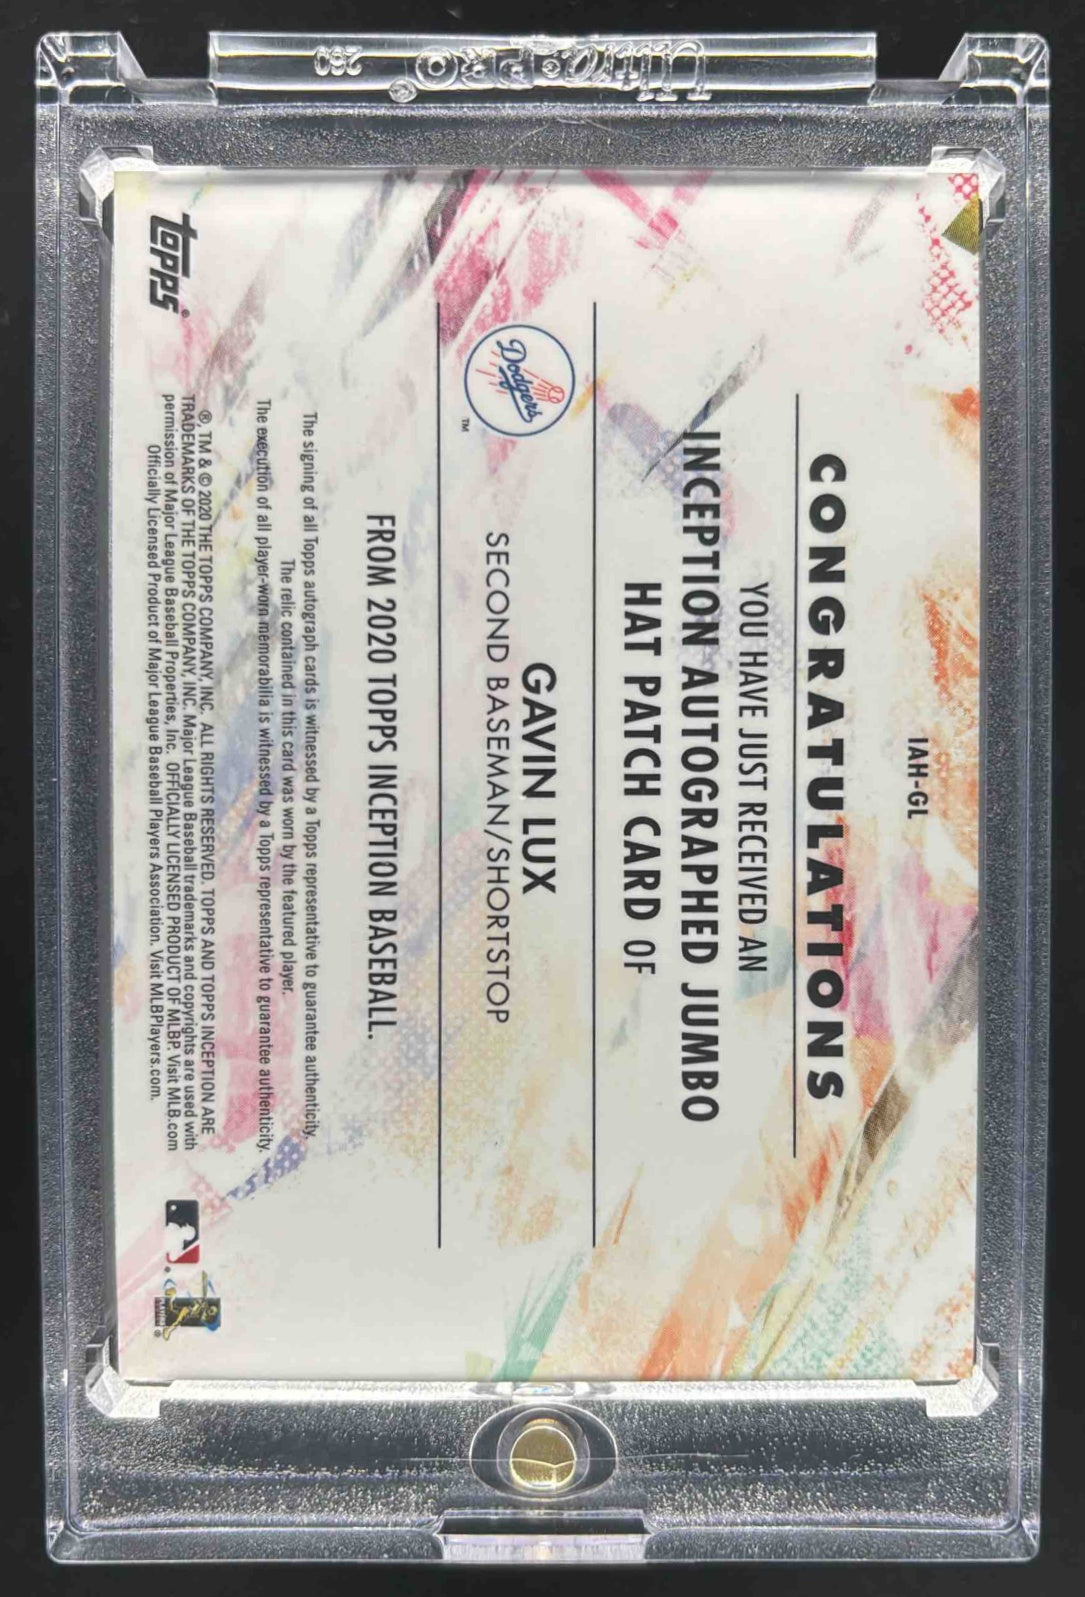 Ultra PRO®
IAH-GL
CONGRATULATIONS
YOU HAVE JUST RECEIVED AN
INCEPTION AUTOGRAPHED JUMBO
HAT PATCH CARD OF
Dodgers
TM
GAVIN LUX
SECOND BASEMAN/SHORTSTOP
FROM 2020 TOPPS INCEPTION BASEBALL.
The signing of all Topps autograph cards is witnessed by a Topps representative to guarantee authenticity.
The relic contained in this card was worn by the featured player.
The execution of all player-worn memorabilia is witnessed by a Topps representative to guarantee authenticity.
®, TM & © 2020 THE TOPPS COMPANY, INC. ALL RIGHTS RESERVED. TOPPS AND TOPPS INCEPTION ARE
TRADEMARKS OF THE TOPPS COMPANY, INC. Major League Baseball trademarks and copyrights are used with
permission of Major League Baseball Properties, Inc. OFFICIALLY LICENSED PRODUCT OF MLBP. Visit MLB.com
Officially Licensed Product of Major League Baseball Players Association. Visit MLBPlayers.com.
topps®